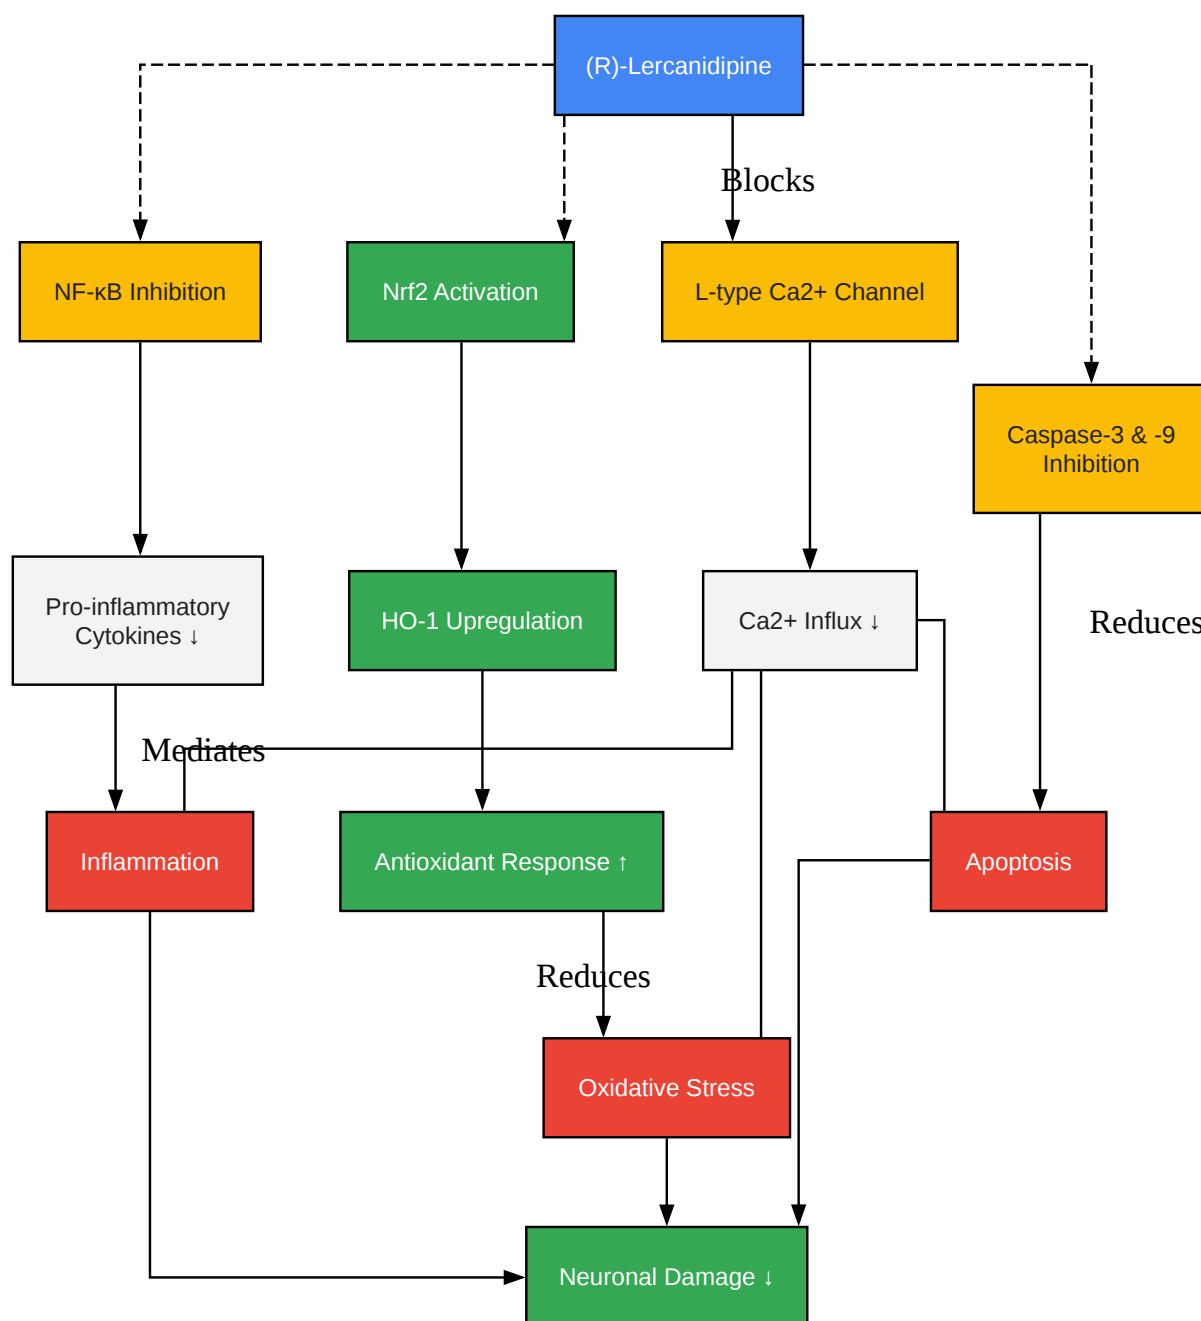 (R)-Lercanidipine
Blocks
NF-κB Inhibition
Nrf2 Activation
L-type Ca2+ Channel
Caspase-3 & -9
Inhibition
Pro-inflammatory
Cytokines ↓
HO-1 Upregulation
Ca2+ Influx ↓
Reduces
Mediates
Inflammation
Antioxidant Response ↑
Apoptosis
Reduces
Oxidative Stress
Neuronal Damage ↓